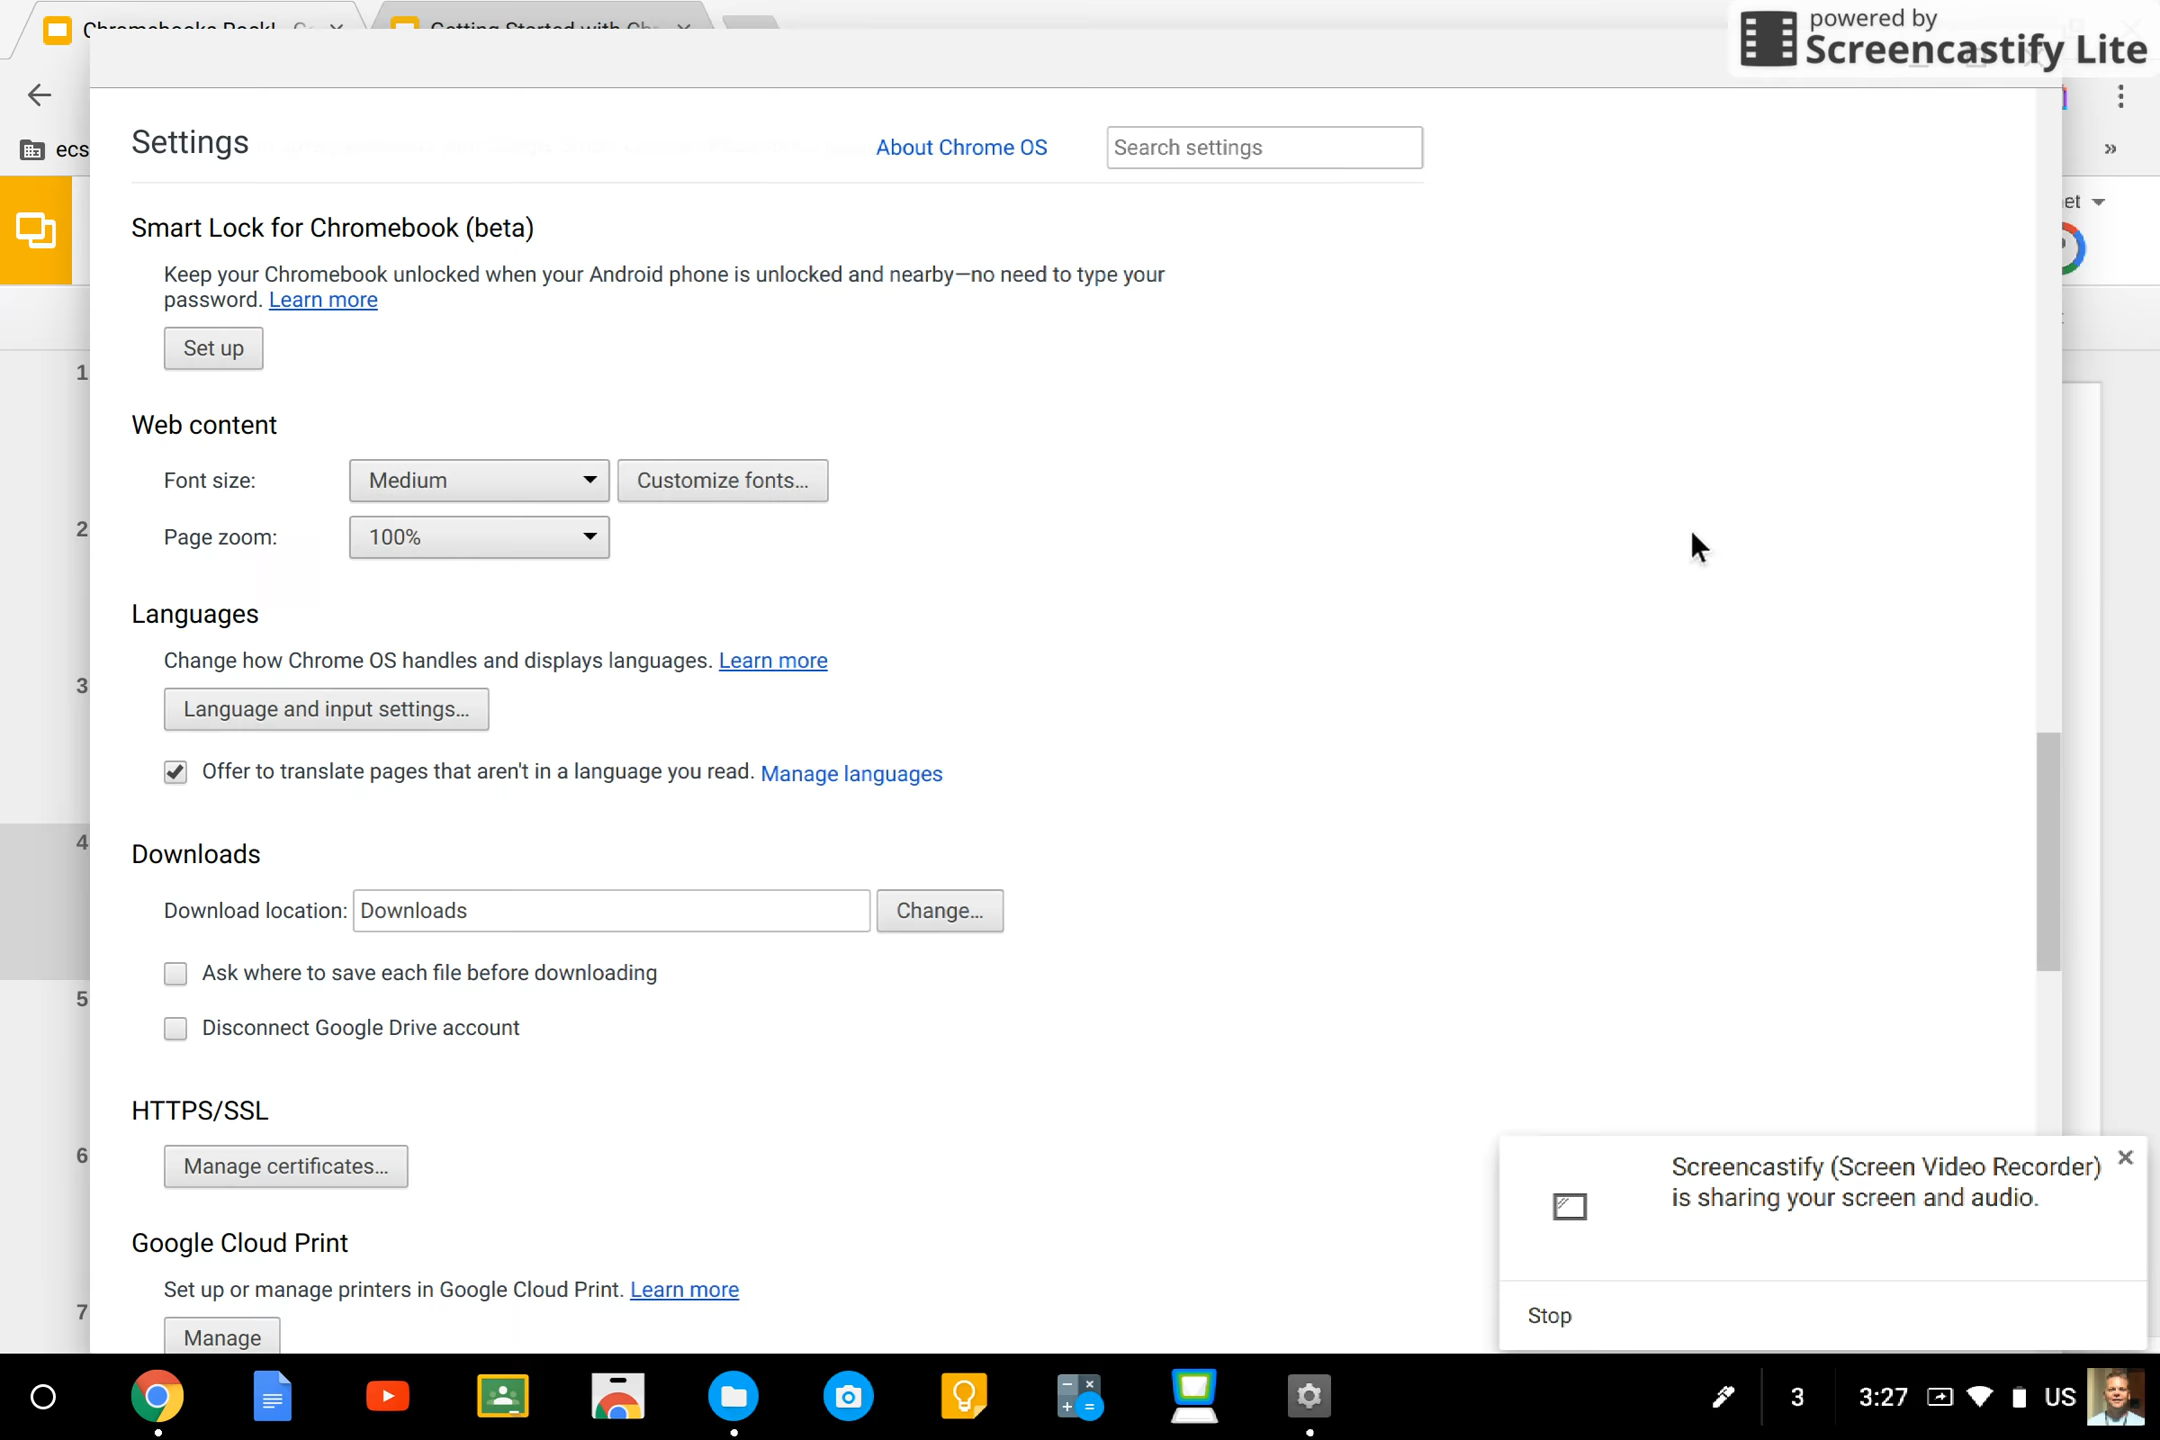 powered by
Screencastify Lite
ecs
Settings
About Chrome OS
Search settings
Smart Lock for Chromebook (beta)
Keep your Chromebook unlocked when your Android phone is unlocked and nearby—no need to type your
password. Learn more
Set up
1
Web content
Font size:
Medium
Customize fonts...
2
Page zoom:
100%
Languages
Change how Chrome OS handles and displays languages. Learn more
3
Language and input settings...
Offer to translate pages that aren't in a language you read. Manage languages
4
Downloads
Download location:
Downloads
Change...
Ask where to save each file before downloading
5
Disconnect Google Drive account
HTTPS/SSL
6
Manage certificates...
Google Cloud Print
Set up or manage printers in Google Cloud Print. Learn more
7
Manage
Screencastify (Screen Video Recorder)
is sharing your screen and audio.
Stop
3
3:27
US